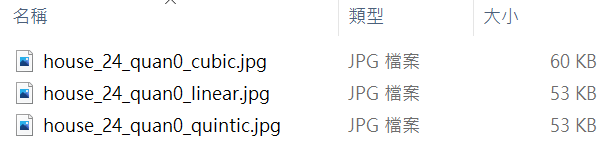 名稱 類型 大小
house_24_quan0_cubic.jpg JPG 檔案 60 KB
house_24_quan0_linear.jpg JPG 檔案 53 KB
house_24_quan0_quintic.jpg JPG 檔案 53 KB